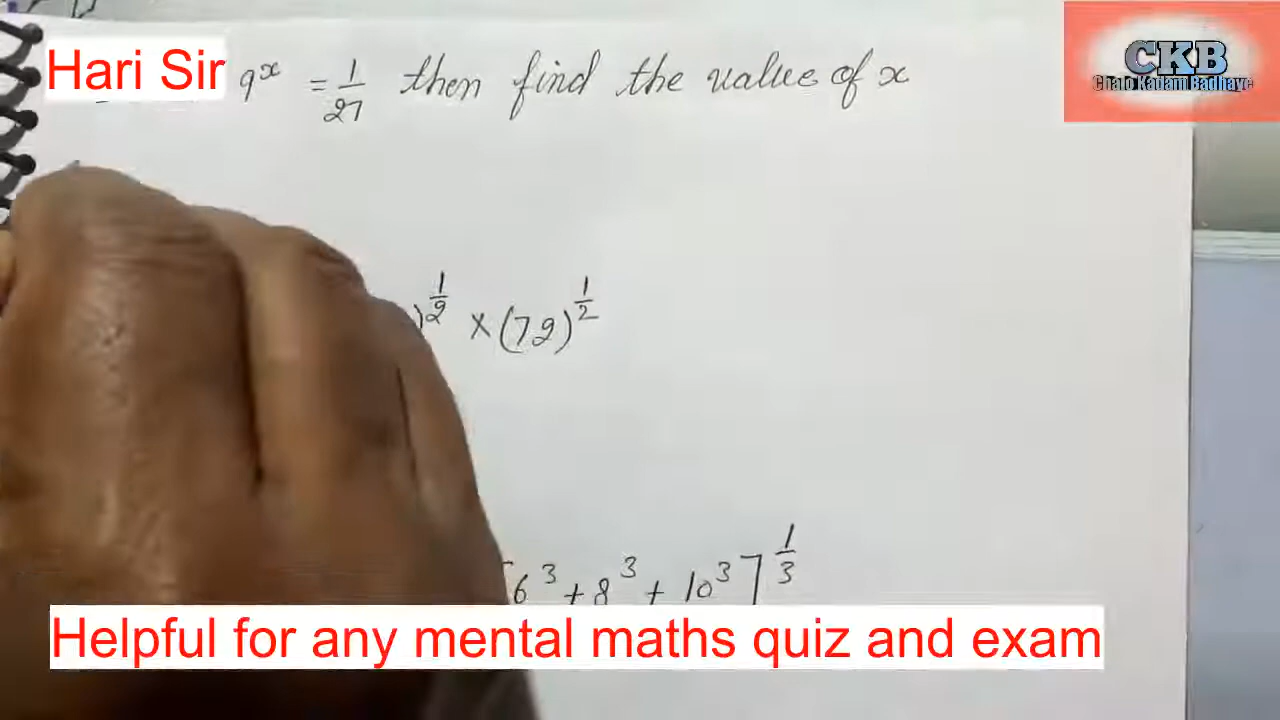 Hari Sir
CKB
Chalo Kadam Badhaye
9^x = 1/27 then find the value of x
)^1/2 × (72)^1/2
[6^3 + 8^3 + 10^3]^1/3
Helpful for any mental maths quiz and exam